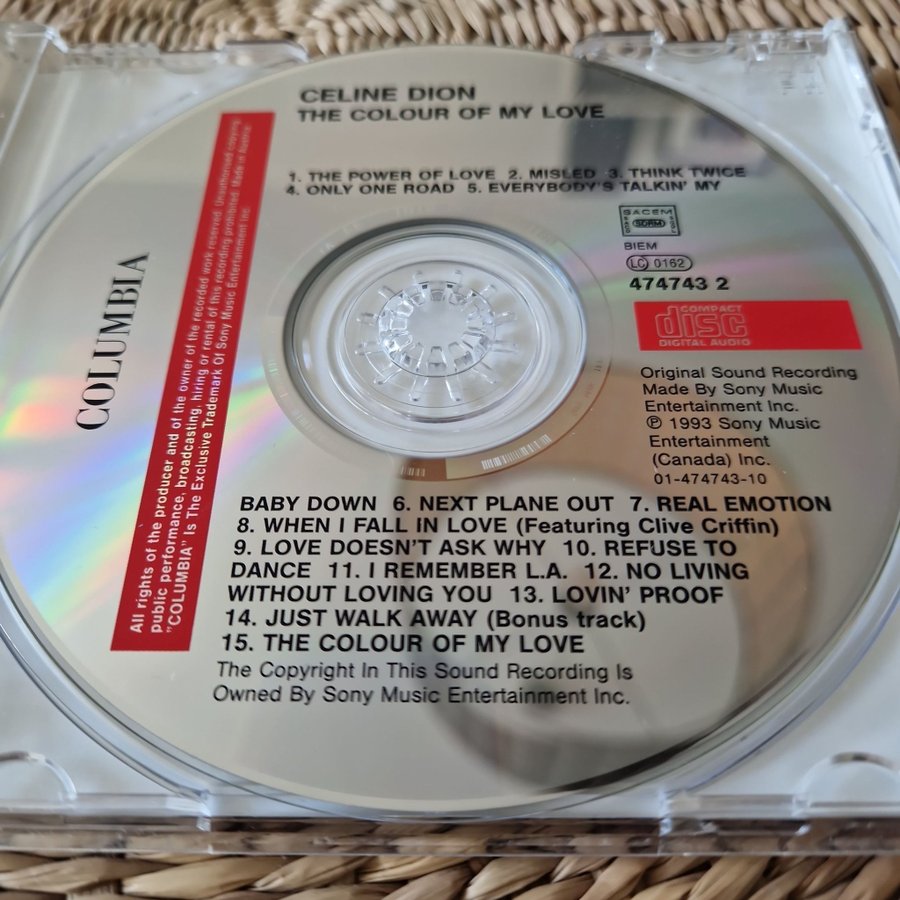 CELINE DION
THE COLOUR OF MY LOVE
1. THE POWER OF LOVE 2. MISLED 3. THINK TWICE
4. ONLY ONE ROAD 5. EVERYBODY'S TALKIN' MY
SACEM
SDRM
BIEM
LC 0162
474743 2
COMPACT
disc
DIGITAL AUDIO
Original Sound Recording
Made By Sony Music
Entertainment Inc.
℗ 1993 Sony Music
Entertainment
(Canada) Inc.
01-474743-10
COLUMBIA
All rights of the producer and of the owner of the recorded work reserved. Unauthorised copying,
public performance, broadcasting, hiring or rental of this recording prohibited. Made in Austria
"COLUMBIA" Is The Exclusive Trademark Of Sony Music Entertainment Inc.
BABY DOWN 6. NEXT PLANE OUT 7. REAL EMOTION
8. WHEN I FALL IN LOVE (Featuring Clive Criffin)
9. LOVE DOESN'T ASK WHY 10. REFUSE TO
DANCE 11. I REMEMBER L.A. 12. NO LIVING
WITHOUT LOVING YOU 13. LOVIN' PROOF
14. JUST WALK AWAY (Bonus track)
15. THE COLOUR OF MY LOVE
The Copyright In This Sound Recording Is
Owned By Sony Music Entertainment Inc.